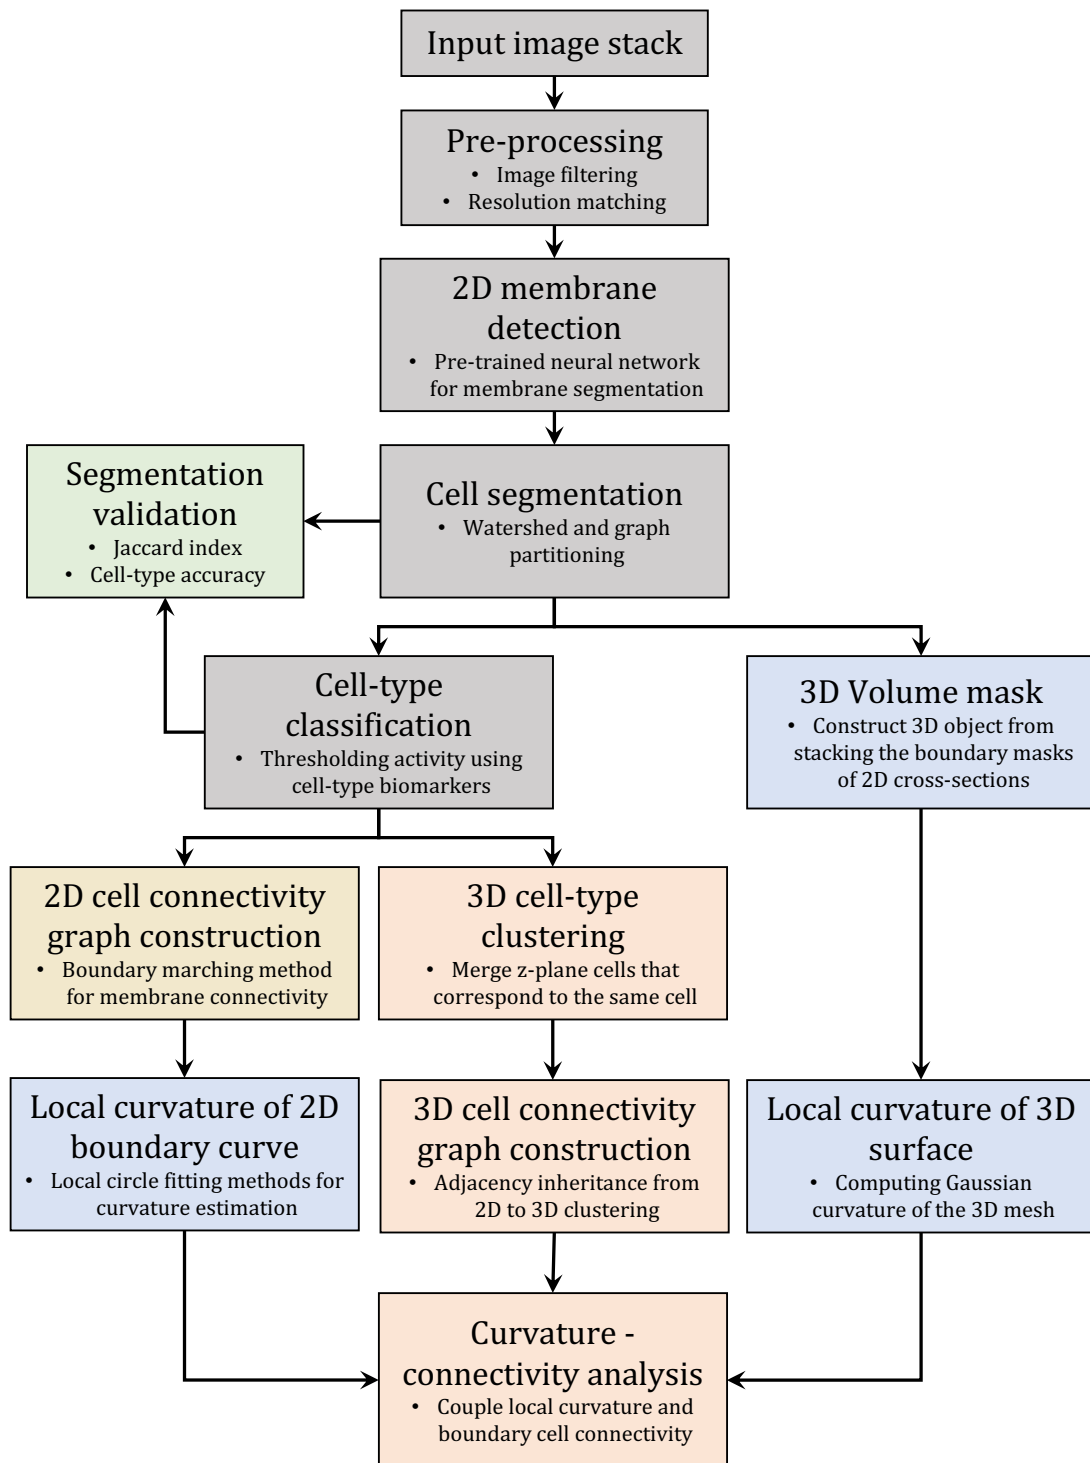 Input image stack
Pre-processing
• Image filtering
• Resolution matching
2D membrane
detection
• Pre-trained neural network
for membrane segmentation
Segmentation
validation
• Jaccard index
• Cell-type accuracy
Cell segmentation
• Watershed and graph
partitioning
Cell-type
classification
• Thresholding activity using
cell-type biomarkers
3D Volume mask
• Construct 3D object from
stacking the boundary masks
of 2D cross-sections
2D cell connectivity
graph construction
• Boundary marching method
for membrane connectivity
3D cell-type
clustering
• Merge z-plane cells that
correspond to the same cell
Local curvature of 2D
boundary curve
• Local circle fitting methods for
curvature estimation
3D cell connectivity
graph construction
• Adjacency inheritance from
2D to 3D clustering
Local curvature of 3D
surface
• Computing Gaussian
curvature of the 3D mesh
Curvature -
connectivity analysis
• Couple local curvature and
boundary cell connectivity